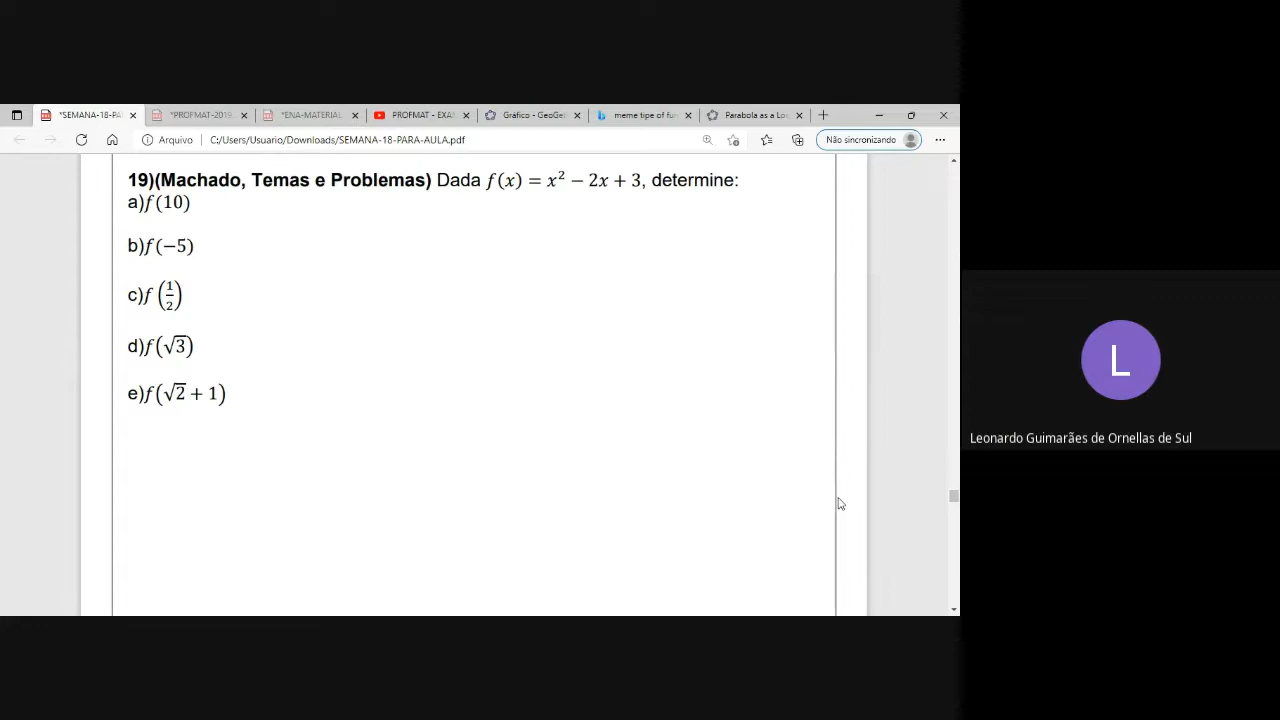 *SEMANA-18-PA
*PROFMAT-2019
*ENA-MATERIAL
PROFMAT - EXA
Gráfico - GeoGe
meme tipe of fu
Parabola as a Lo
Arquivo
C:/Users/Usuario/Downloads/SEMANA-18-PARA-AULA.pdf
Não sincronizando
19)(Machado, Temas e Problemas) Dada f(x) = x² − 2x + 3, determine:
a)f(10)
b)f(−5)
c)f(1/2)
d)f(√3)
e)f(√2 + 1)
L
Leonardo Guimarães de Ornellas de Sul